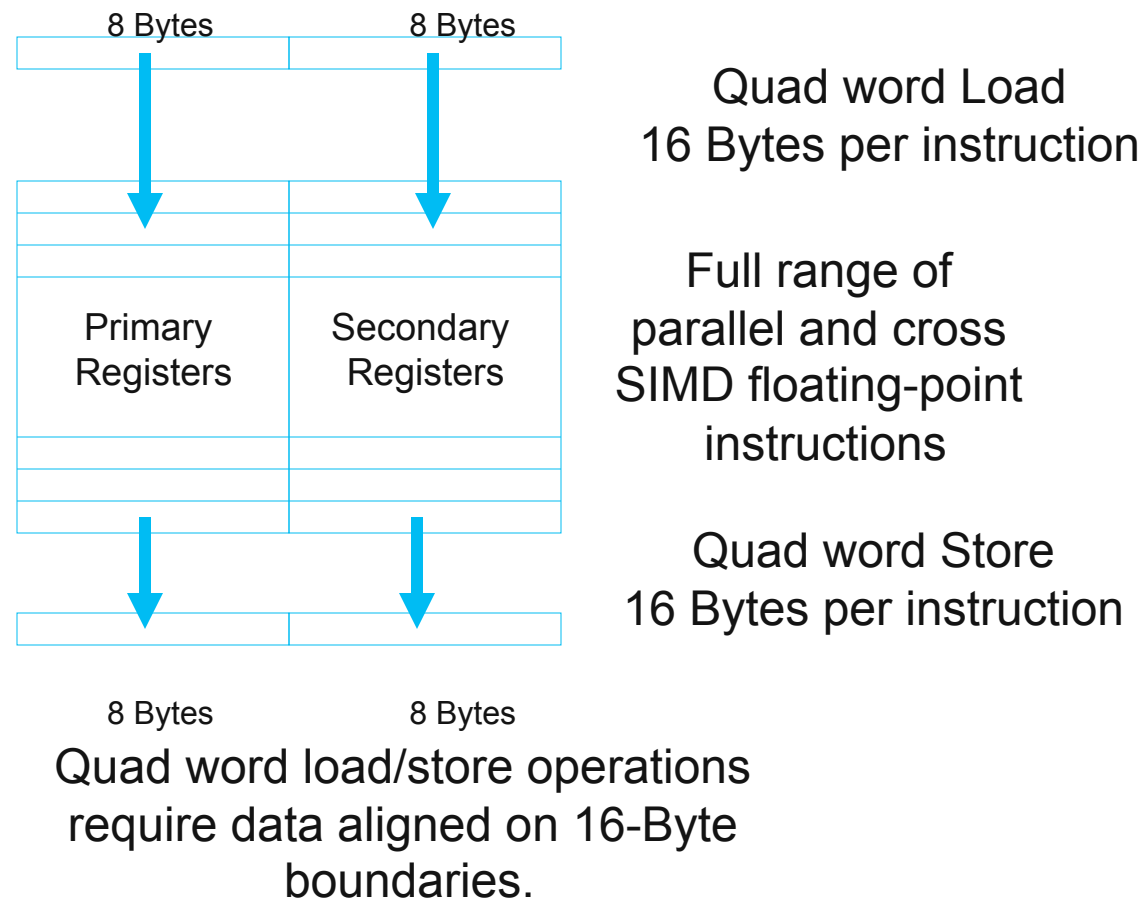 8 Bytes
8 Bytes
Quad word Load
16 Bytes per instruction
Primary
Registers
Secondary
Registers
Full range of
parallel and cross
SIMD floating-point
instructions
Quad word Store
16 Bytes per instruction
8 Bytes
8 Bytes
Quad word load/store operations
require data aligned on 16-Byte
boundaries.